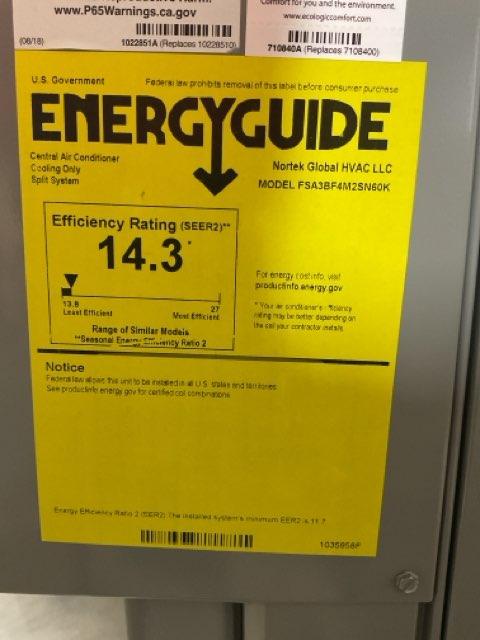 www.P65Warnings.ca.gov
(06/18)
1022851A (Replaces 10228510)
Comfort for you and the environment.
www.ecologiccomfort.com
710840A (Replaces 7108400)
U.S. Government
Federal law prohibits removal of this label before consumer purchase
ENERGYGUIDE
Central Air Conditioner
Cooling Only
Split System
Nortek Global HVAC LLC
MODEL FSA3BF4M2SN60K
Efficiency Rating (SEER2)**
14.3*
13.8
27
Least Efficient
Most Efficient
Range of Similar Models
**Seasonal Energy Efficiency Ratio 2
For energy cost info, visit
productinfo.energy.gov
* Your air conditioner's efficiency
rating may be better depending on
the coil your contractor installs.
Notice
Federal law allows this unit to be installed in all U.S. states and territories.
See productinfo.energy.gov for certified coil combinations.
Energy Efficiency Ratio 2 (EER2): The installed system's minimum EER2 is 11.7
1035958F